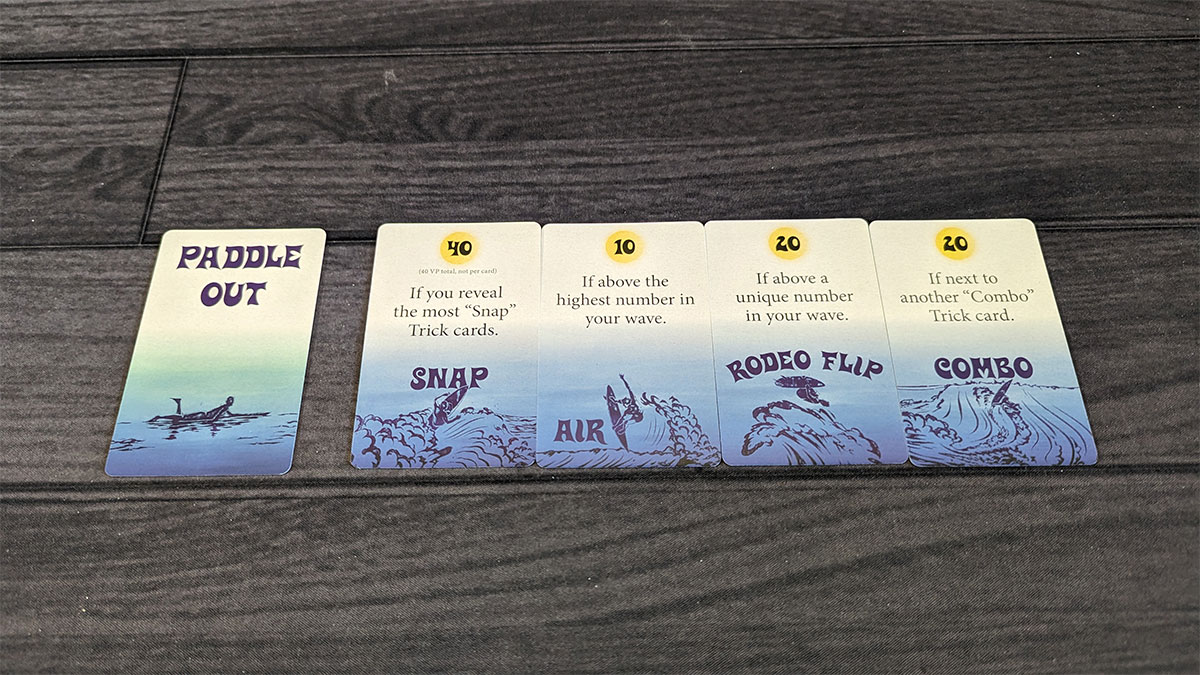 PADDLE
OUT
40
(40 VP total, not per card)
If you reveal
the most “Snap”
Trick cards.
SNAP
10
If above the
highest number in
your wave.
AIR
20
If above a
unique number
in your wave.
RODEO FLIP
20
If next to
another “Combo”
Trick card.
COMBO